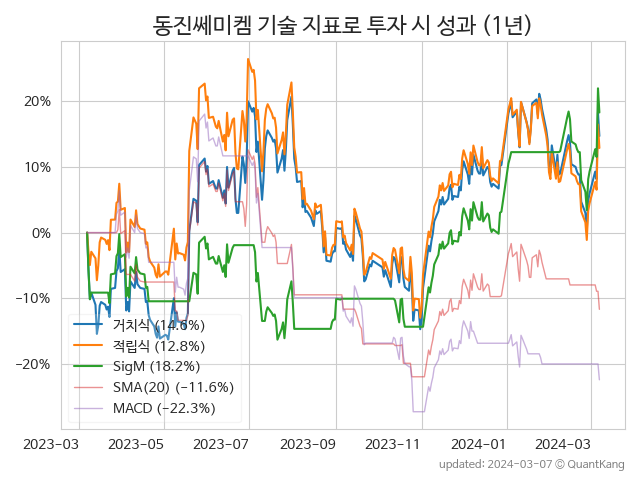 동진쎄미켐 기술 지표로 투자 시 성과 (1년)
20%
10%
0%
−10%
−20%
거치식 (14.6%)
적립식 (12.8%)
SigM (18.2%)
SMA(20) (−11.6%)
MACD (−22.3%)
2023-03 2023-05 2023-07 2023-09 2023-11 2024-01 2024-03
updated: 2024-03-07 © QuantKang